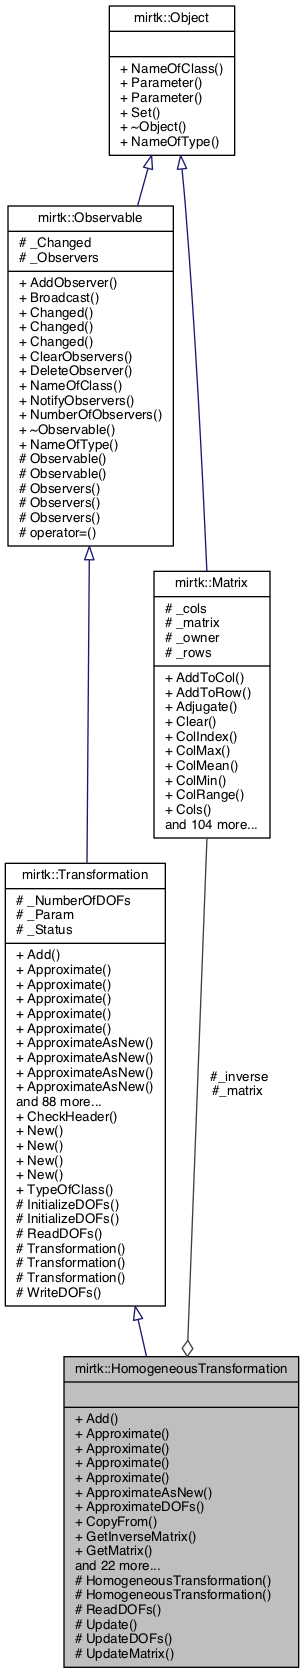 mirtk::Object
+ NameOfClass()
+ Parameter()
+ Parameter()
+ Set()
+ ~Object()
+ NameOfType()
mirtk::Observable
# _Changed
# _Observers
+ AddObserver()
+ Broadcast()
+ Changed()
+ Changed()
+ Changed()
+ ClearObservers()
+ DeleteObserver()
+ NameOfClass()
+ NotifyObservers()
+ NumberOfObservers()
+ ~Observable()
+ NameOfType()
# Observable()
# Observable()
# Observers()
# Observers()
# Observers()
# operator=()
mirtk::Matrix
# _cols
# _matrix
# _owner
# _rows
+ AddToCol()
+ AddToRow()
+ Adjugate()
+ Clear()
+ ColIndex()
+ ColMax()
+ ColMean()
+ ColMin()
+ ColRange()
+ Cols()
and 104 more...
mirtk::Transformation
# _NumberOfDOFs
# _Param
# _Status
+ Add()
+ Approximate()
+ Approximate()
+ Approximate()
+ Approximate()
+ Approximate()
+ ApproximateAsNew()
+ ApproximateAsNew()
+ ApproximateAsNew()
+ ApproximateAsNew()
and 88 more...
+ CheckHeader()
+ New()
+ New()
+ New()
+ New()
+ TypeOfClass()
# InitializeDOFs()
# InitializeDOFs()
# ReadDOFs()
# Transformation()
# Transformation()
# Transformation()
# WriteDOFs()
#_inverse
#_matrix
mirtk::HomogeneousTransformation
+ Add()
+ Approximate()
+ Approximate()
+ Approximate()
+ Approximate()
+ ApproximateAsNew()
+ ApproximateDOFs()
+ CopyFrom()
+ GetInverseMatrix()
+ GetMatrix()
and 22 more...
# HomogeneousTransformation()
# HomogeneousTransformation()
# ReadDOFs()
# Update()
# UpdateDOFs()
# UpdateMatrix()